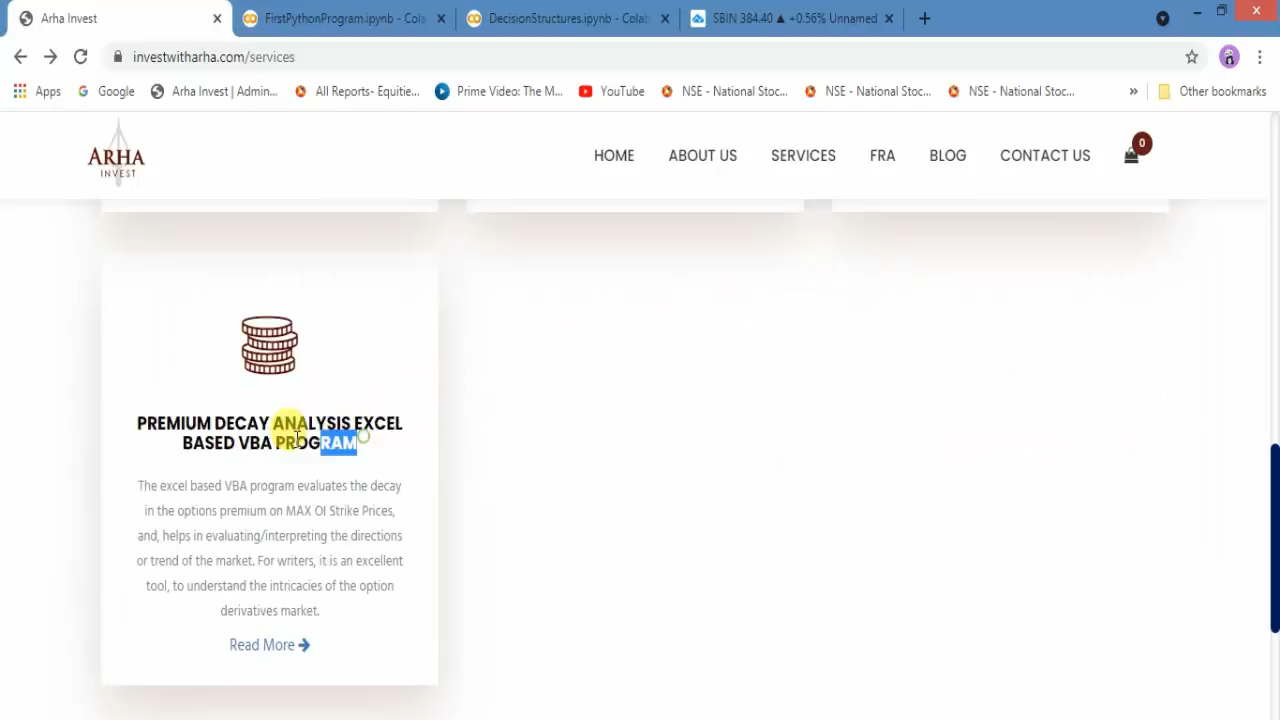 Arha Invest
FirstPythonProgram.ipynb - Cola
DecisionStructures.ipynb - Colab
SBIN 384.40 ▲ +0.56% Unnamed
investwitharha.com/services
Apps
Google
Arha Invest | Admin...
All Reports- Equitie...
Prime Video: The M...
YouTube
NSE - National Stoc...
NSE - National Stoc...
NSE - National Stoc...
»
Other bookmarks
ARHA
INVEST
HOME
ABOUT US
SERVICES
FRA
BLOG
CONTACT US
0
PREMIUM DECAY ANALYSIS EXCEL
BASED VBA PROGRAM
The excel based VBA program evaluates the decay
in the options premium on MAX OI Strike Prices,
and, helps in evaluating/interpreting the directions
or trend of the market. For writers, it is an excellent
tool, to understand the intricacies of the option
derivatives market.
Read More